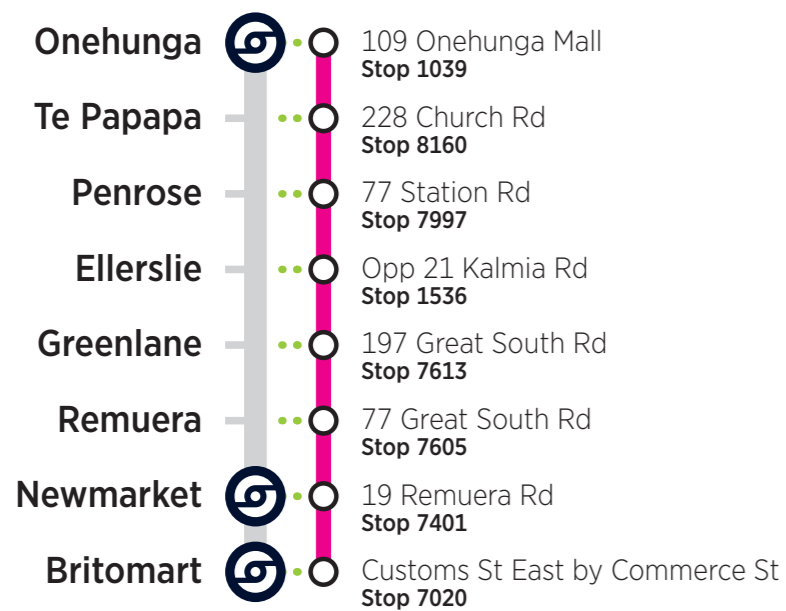 Onehunga
109 Onehunga Mall
Stop 1039
Te Papapa
228 Church Rd
Stop 8160
Penrose
77 Station Rd
Stop 7997
Ellerslie
Opp 21 Kalmia Rd
Stop 1536
Greenlane
197 Great South Rd
Stop 7613
Remuera
77 Great South Rd
Stop 7605
Newmarket
19 Remuera Rd
Stop 7401
Britomart
Customs St East by Commerce St
Stop 7020